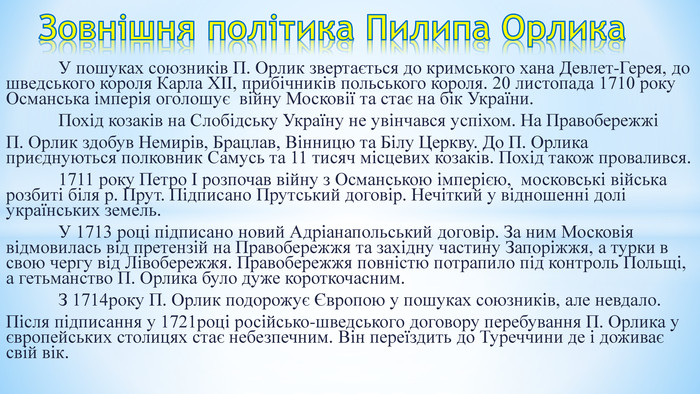 Зовнішня політика Пилипа Орлика
У пошуках союзників П. Орлик звертається до кримського хана Девлет-Герея, до
шведського короля Карла XII, прибічників польського короля. 20 листопада 1710 року
Османська імперія оголошує війну Московії та стає на бік України.
Похід козаків на Слобідську Україну не увінчався успіхом. На Правобережжі
П. Орлик здобув Немирів, Брацлав, Вінницю та Білу Церкву. До П. Орлика
приєднуються полковник Самусь та 11 тисяч місцевих козаків. Похід також провалився.
1711 року Петро I розпочав війну з Османською імперією, московські війська
розбиті біля р. Прут. Підписано Прутський договір. Нечіткий у відношенні долі
українських земель.
У 1713 році підписано новий Адріанапольський договір. За ним Московія
відмовилась від претензій на Правобережжя та західну частину Запоріжжя, а турки в
свою чергу від Лівобережжя. Правобережжя повністю потрапило під контроль Польщі,
а гетьманство П. Орлика було дуже короткочасним.
З 1714року П. Орлик подорожує Європою у пошуках союзників, але невдало.
Після підписання у 1721році російсько-шведського договору перебування П. Орлика у
європейських столицях стає небезпечним. Він переїздить до Туреччини де і доживає
свій вік.